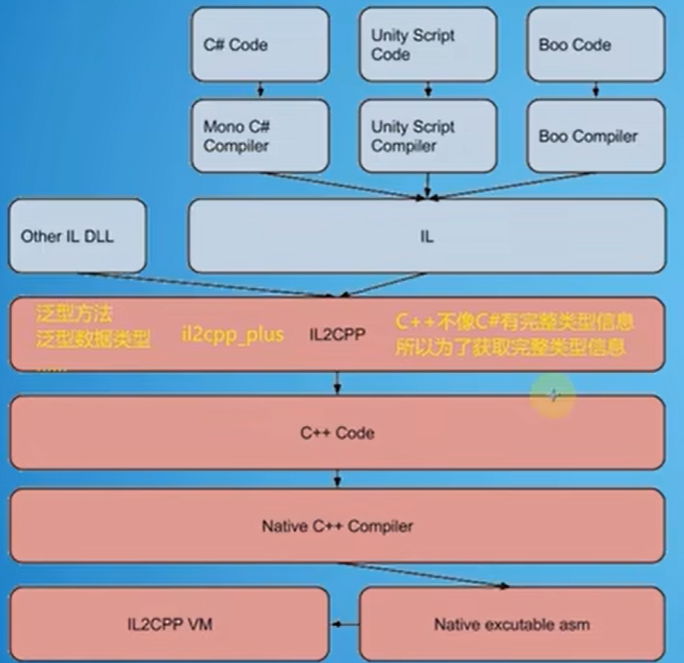 C# Code
Unity Script
Code
Boo Code
Mono C#
Compiler
Unity Script
Compiler
Boo Compiler
Other IL DLL
IL
泛型方法
泛型数据类型
......
il2cpp_plus
IL2CPP
C++不像C#有完整类型信息
所以为了获取完整类型信息
C++ Code
Native C++ Compiler
IL2CPP VM
Native excutable asm